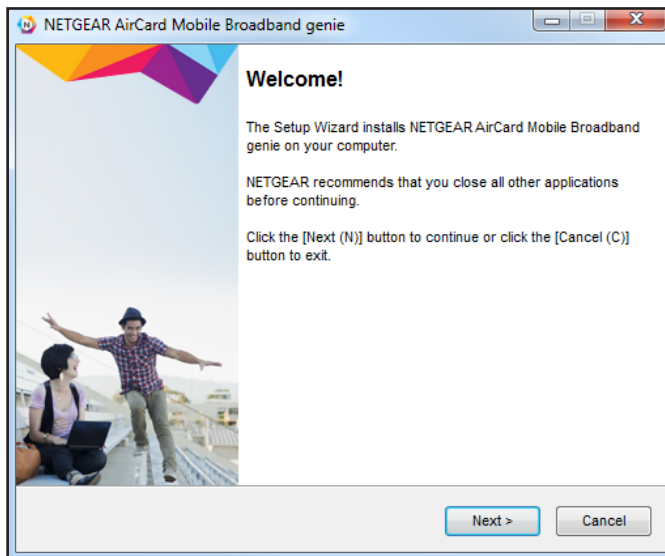 NETGEAR AirCard Mobile Broadband genie
Welcome!
The Setup Wizard installs NETGEAR AirCard Mobile Broadband
genie on your computer.
NETGEAR recommends that you close all other applications
before continuing.
Click the [Next (N)] button to continue or click the [Cancel (C)]
button to exit.
Next >
Cancel